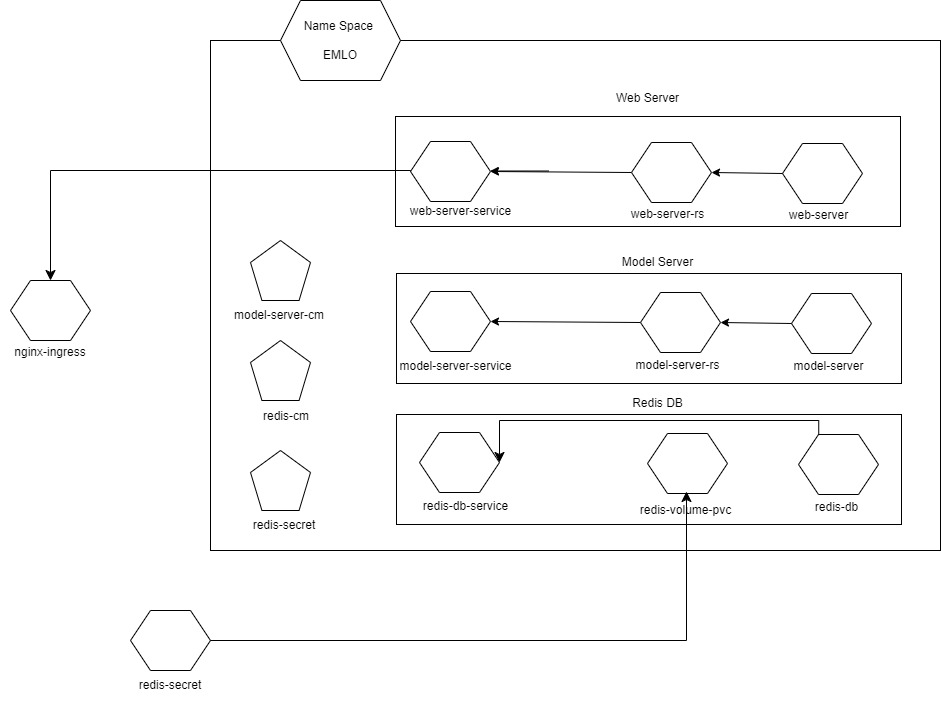 Name Space
EMLO
Web Server
web-server-service
web-server-rs
web-server
Model Server
model-server-cm
nginx-ingress
model-server-service
model-server-rs
model-server
redis-cm
Redis DB
redis-db-service
redis-volume-pvc
redis-db
redis-secret
redis-secret